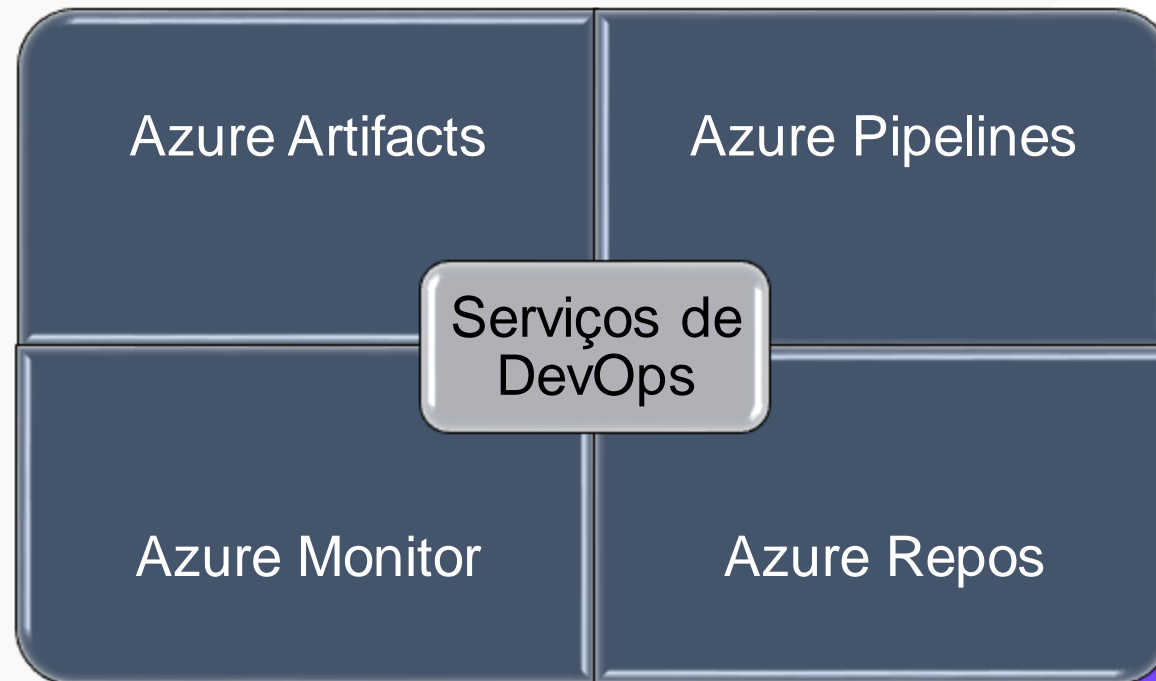 Azure Artifacts
Azure Pipelines
Serviços de
DevOps
Azure Monitor
Azure Repos